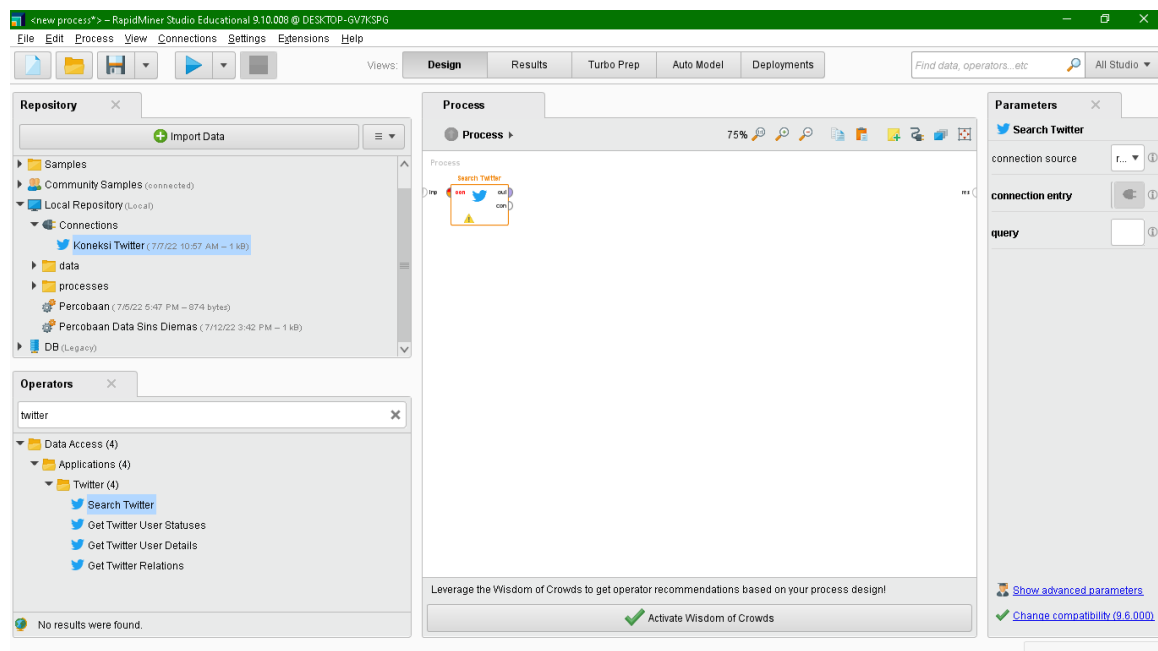 <new process*> – RapidMiner Studio Educational 9.10.008 @ DESKTOP-GV7KSPG
File Edit Process View Connections Settings Extensions Help
Views: Design Results Turbo Prep Auto Model Deployments Find data, operators...etc All Studio
Repository
Import Data
Samples
Community Samples (connected)
Local Repository (Local)
Connections
Koneksi Twitter (7/7/22 10:57 AM – 1 kB)
data
processes
Percobaan (7/5/22 5:47 PM – 874 bytes)
Percobaan Data Sins Diemas (7/12/22 3:42 PM – 1 kB)
DB (Legacy)
Operators
twitter
Data Access (4)
Applications (4)
Twitter (4)
Search Twitter
Get Twitter User Statuses
Get Twitter User Details
Get Twitter Relations
No results were found.
Process
Process 75%
Process
Search Twitter
inp con out res
con
Leverage the Wisdom of Crowds to get operator recommendations based on your process design!
Activate Wisdom of Crowds
Parameters
Search Twitter
connection source r...
connection entry
query
Show advanced parameters
Change compatibility (9.6.000)